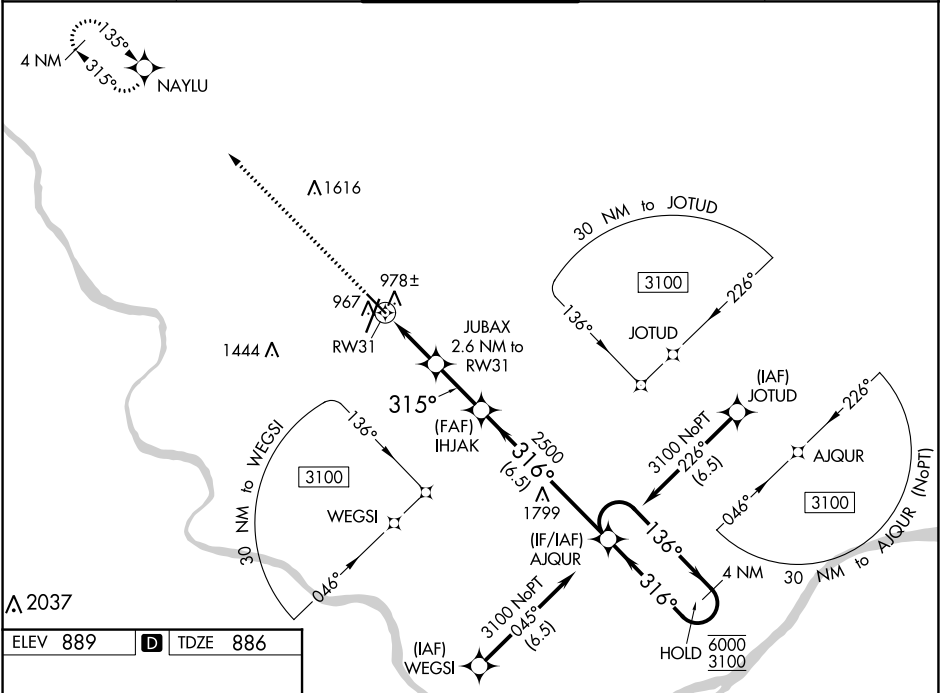 135°
4 NM
315°
NAYLU
1616
30 NM to JOTUD
3100
136°
226°
JOTUD
978±
967
RW31
JUBAX
2.6 NM to
RW31
1444
315°
(FAF)
IHJAK
(IAF)
JOTUD
3100 NoPT
226°
(6.5)
2500
316°
(6.5)
1799
30 NM to WEGSI
136°
3100
WEGSI
046°
226°
AJQUR
046°
3100
30 NM to AJQUR (NoPT)
(IF/IAF)
AJQUR
136°
316°
4 NM
HOLD
6000
3100
3100 NoPT
045°
(6.5)
(IAF)
WEGSI
2037
ELEV 889 D TDZE 886